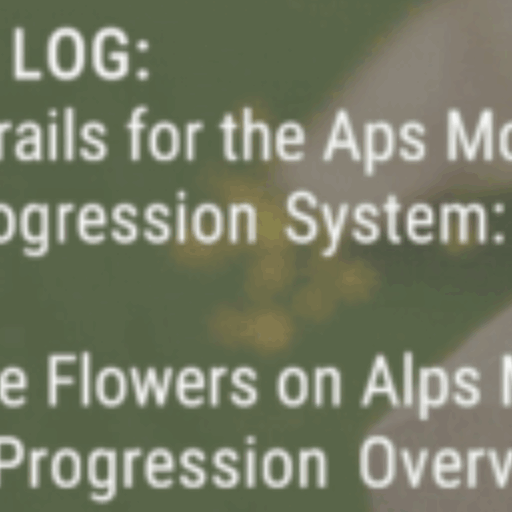 LOG:
rails for the Aps Mo
ogression System:
e Flowers on Alps M
Progression Overv